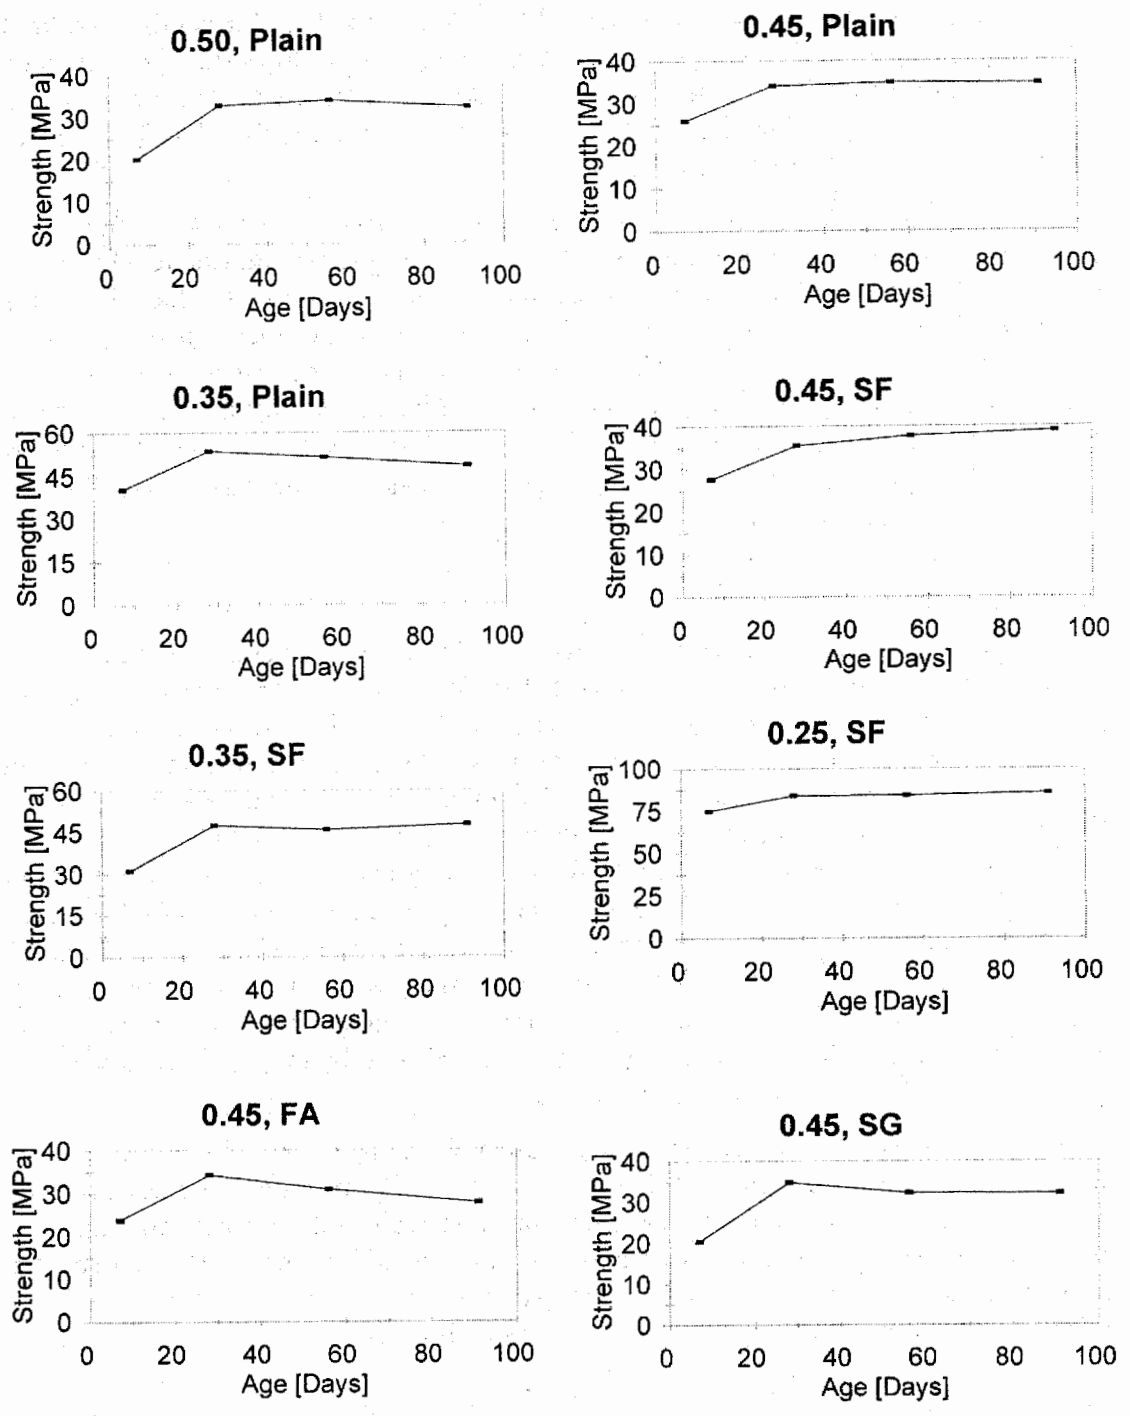 0.50, Plain
Strength [MPa]
40
30
20
10
0
0 20 40 60 80 100
Age [Days]
0.45, Plain
Strength [MPa]
40
30
20
10
0
0 20 40 60 80 100
Age [Days]
0.35, Plain
Strength [MPa]
60
45
30
15
0
0 20 40 60 80 100
Age [Days]
0.45, SF
Strength [MPa]
40
30
20
10
0
0 20 40 60 80 100
Age [Days]
0.35, SF
Strength [MPa]
60
45
30
15
0
0 20 40 60 80 100
Age [Days]
0.25, SF
Strength [MPa]
100
75
50
25
0
0 20 40 60 80 100
Age [Days]
0.45, FA
Strength [MPa]
40
30
20
10
0
0 20 40 60 80 100
Age [Days]
0.45, SG
Strength [MPa]
40
30
20
10
0
0 20 40 60 80 100
Age [Days]